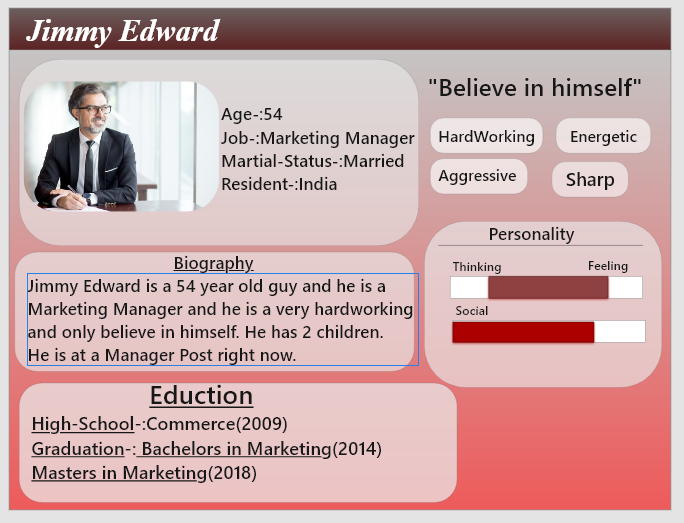 Jimmy Edward
Age-:54
Job-:Marketing Manager
Martial-Status-:Married
Resident-:India
"Believe in himself"
HardWorking
Energetic
Aggressive
Sharp
Biography
Jimmy Edward is a 54 year old guy and he is a
Marketing Manager and he is a very hardworking
and only believe in himself. He has 2 children.
He is at a Manager Post right now.
Personality
Thinking
Feeling
Social
Eduction
High-School-:Commerce(2009)
Graduation-: Bachelors in Marketing(2014)
Masters in Marketing(2018)